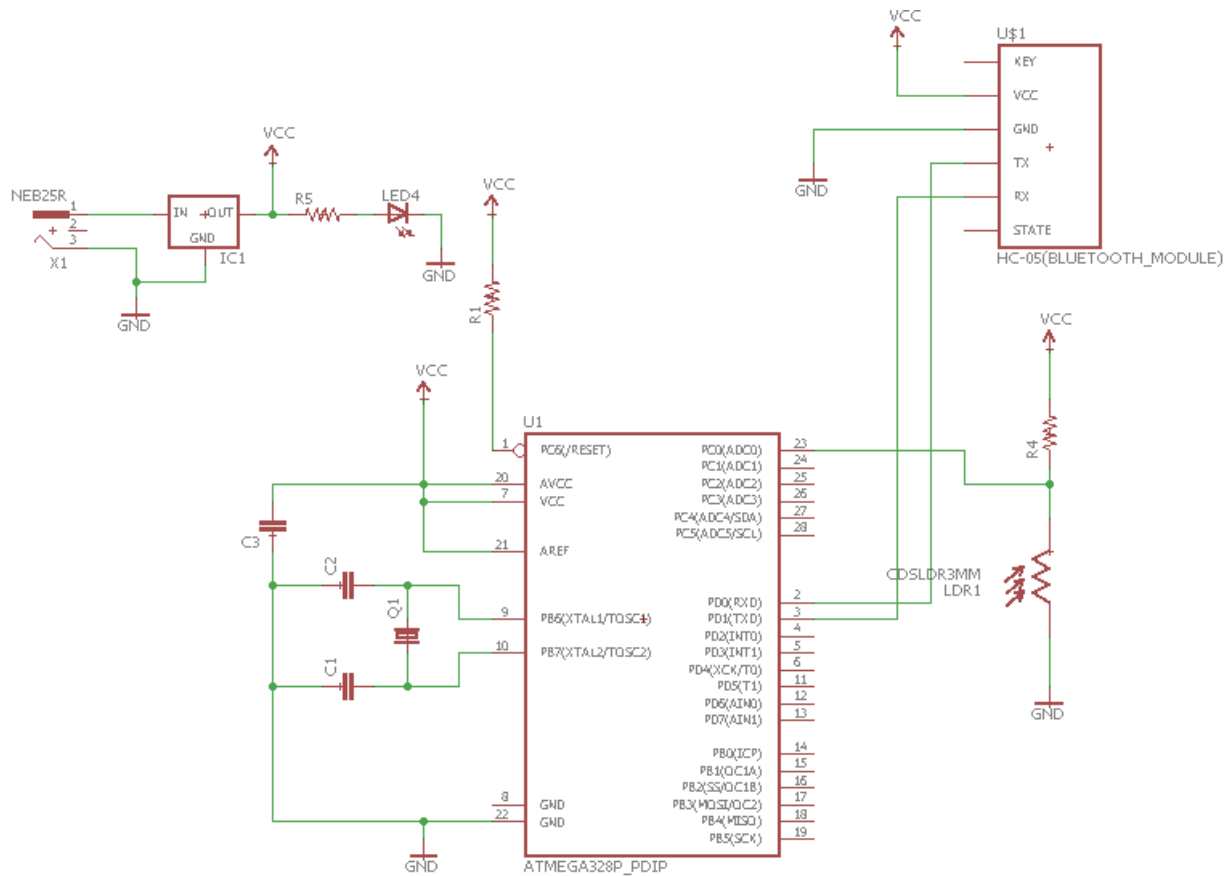 VCC
U$1
KEY
VCC
GND
TX
RX
STATE
HC-05(BLUETOOTH_MODULE)
GND
VCC
NEB25R
1
2
3
X1
IN
OUT
GND
IC1
R5
LED4
GND
GND
VCC
R1
VCC
VCC
R4
CDSLDR3MM
LDR1
GND
U1
1 PC6(/RESET)
20 AVCC
7 VCC
21 AREF
9 PB6(XTAL1/TOSC1)
10 PB7(XTAL2/TOSC2)
8 GND
22 GND
PC0(ADC0) 23
PC1(ADC1) 24
PC2(ADC2) 25
PC3(ADC3) 26
PC4(ADC4/SDA) 27
PC5(ADC5/SCL) 28
PD0(RXD) 2
PD1(TXD) 3
PD2(INT0) 4
PD3(INT1) 5
PD4(XCK/T0) 6
PD5(T1) 11
PD6(AIN0) 12
PD7(AIN1) 13
PB0(ICP) 14
PB1(OC1A) 15
PB2(SS/OC1B) 16
PB3(MOSI/OC2) 17
PB4(MISO) 18
PB5(SCK) 19
ATMEGA328P_PDIP
C3
C2
Q1
C1
GND